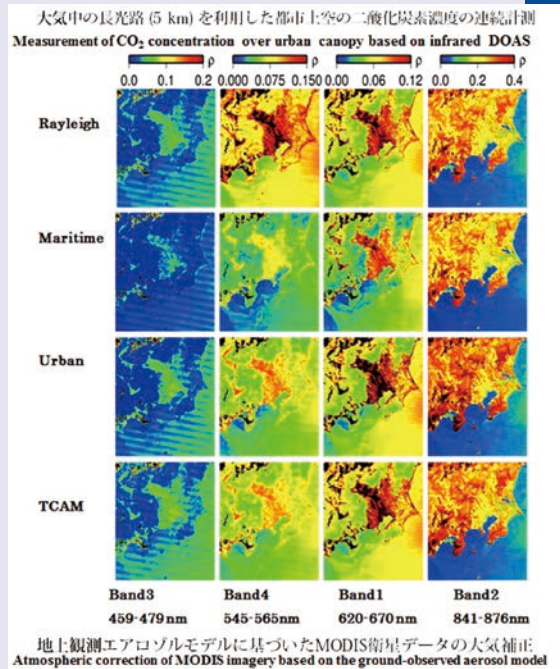 大気中の長光路 (5 km) を利用した都市上空の二酸化炭素濃度の連続計測
Measurement of CO₂ concentration over urban canopy based on infrared DOAS
ρ ρ ρ ρ
0.0 0.1 0.2 0.000 0.075 0.150 0.00 0.06 0.12 0.0 0.2 0.4
Rayleigh
Maritime
Urban
TCAM
Band3 Band4 Band1 Band2
459-479nm 545-565nm 620-670nm 841-876nm
地上観測エアロゾルモデルに基づいたMODIS衛星データの大気補正
Atmospheric correction of MODIS imagery based on the ground-observed aerosol model